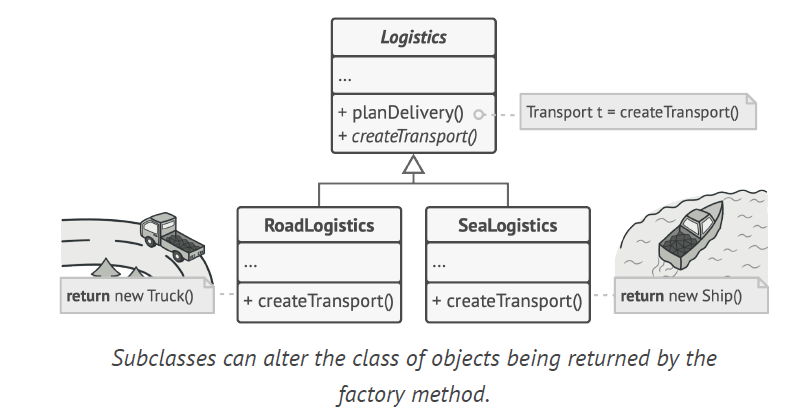 Logistics
...
+ planDelivery()
+ createTransport()
Transport t = createTransport()
RoadLogistics
...
+ createTransport()
SeaLogistics
...
+ createTransport()
return new Truck()
return new Ship()
Subclasses can alter the class of objects being returned by the
factory method.